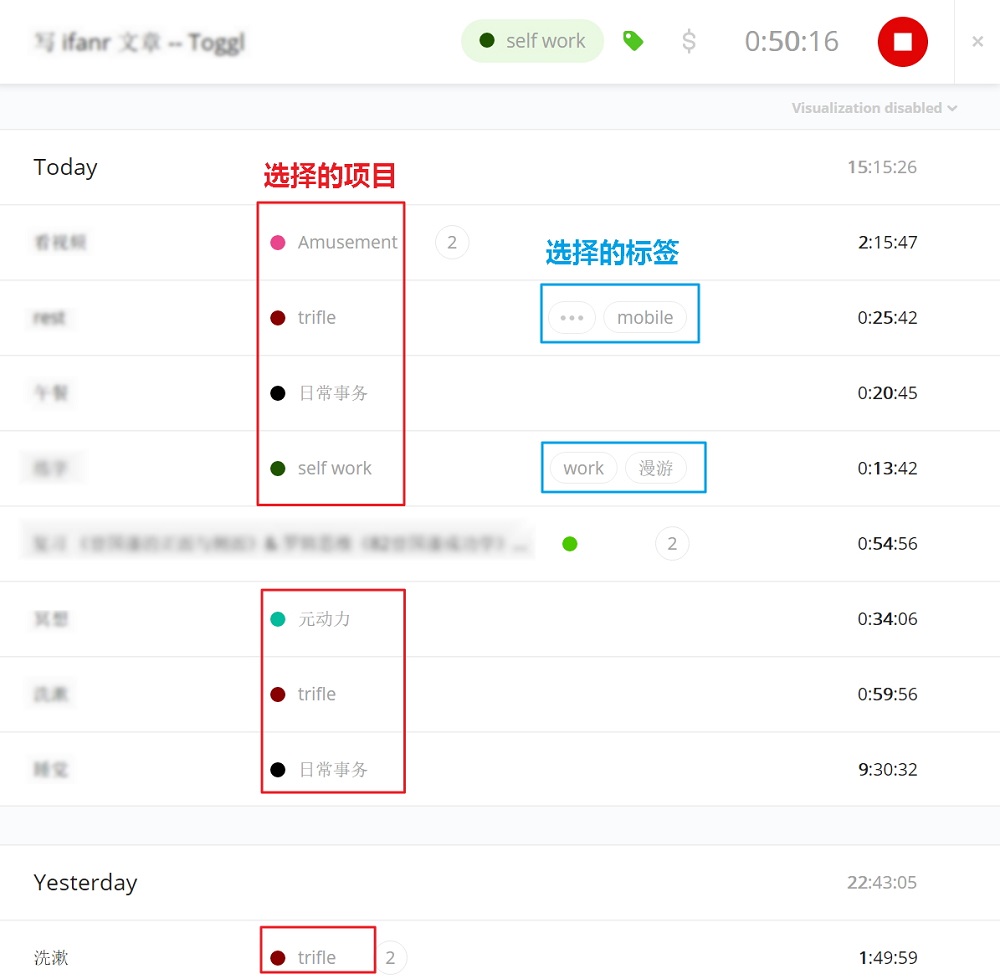 写 ifanr 文章 -- Toggl self work $ 0:50:16 ×
Visualization disabled
Today 15:15:26
选择的项目
看视频 Amusement 2 2:15:47
选择的标签
rest trifle ••• mobile 0:25:42
午餐 日常事务 0:20:45
self work work 漫游 0:13:42
2 0:54:56
冥想 元动力 0:34:06
洗漱 trifle 0:59:56
睡觉 日常事务 9:30:32
Yesterday 22:43:05
洗漱 trifle 2 1:49:59